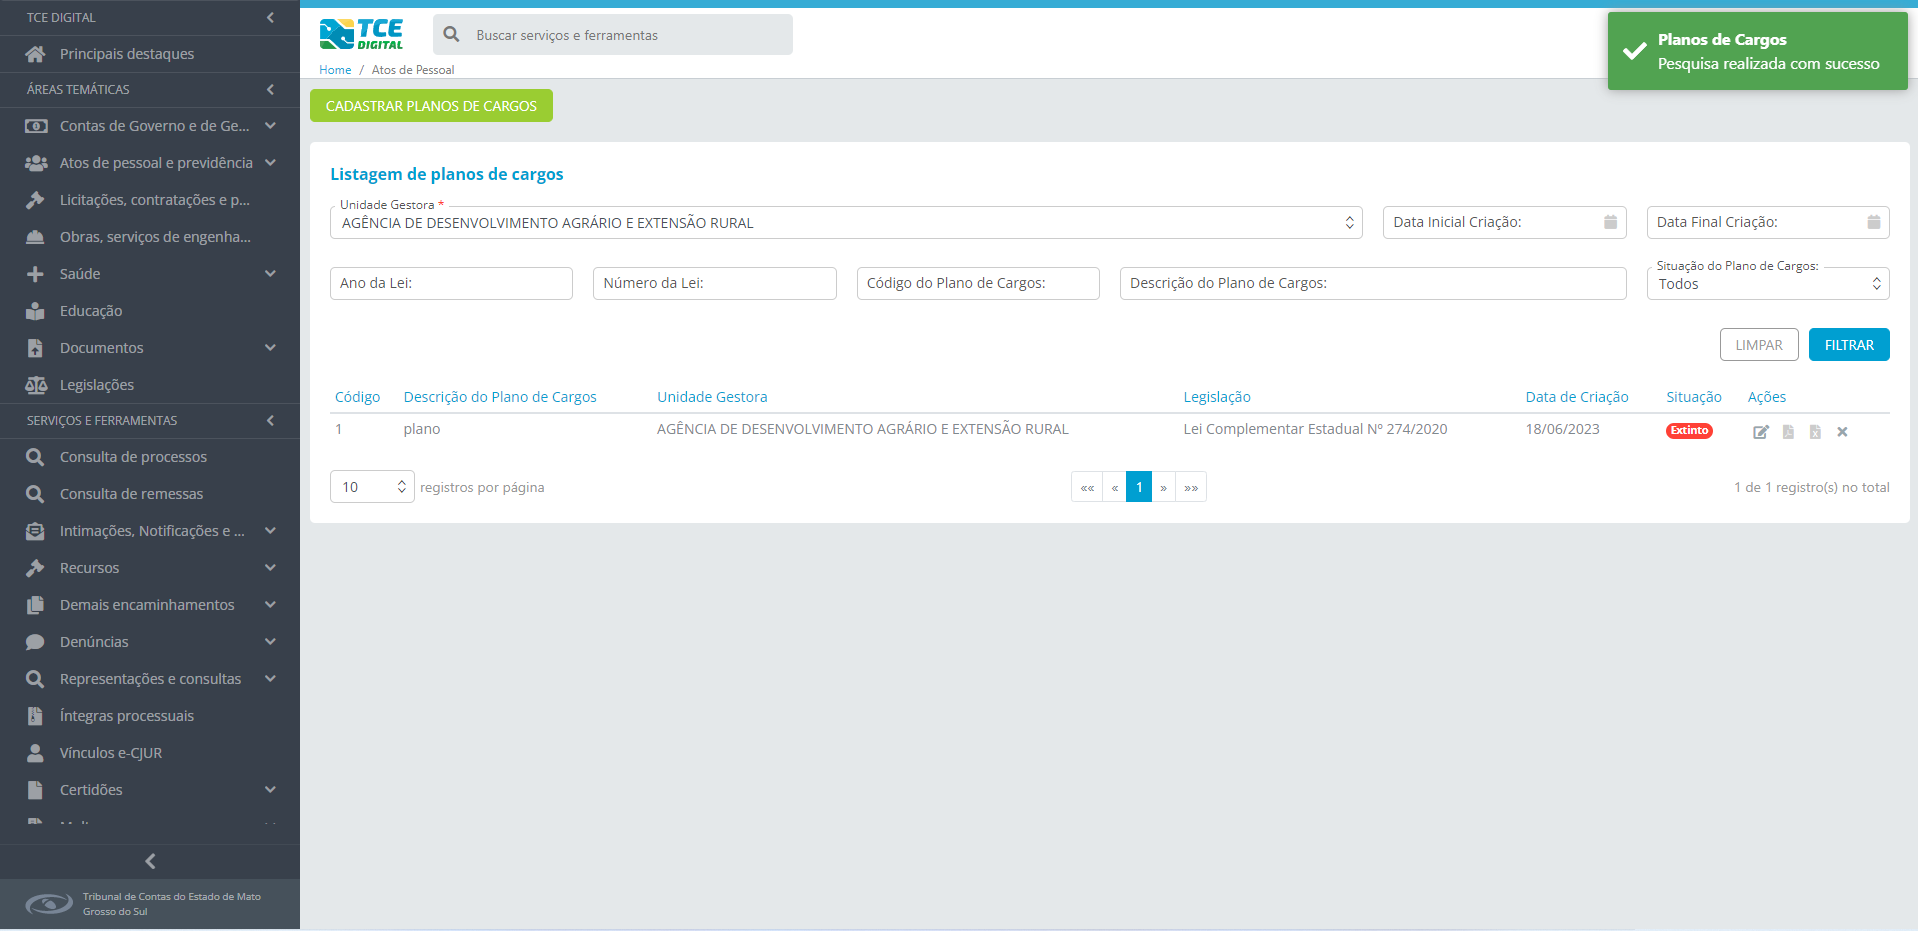 TCE DIGITAL
Principais destaques
ÁREAS TEMÁTICAS
Contas de Governo e de Ge...
Atos de pessoal e previdência
Licitações, contratações e p...
Obras, serviços de engenha...
Saúde
Educação
Documentos
Legislações
SERVIÇOS E FERRAMENTAS
Consulta de processos
Consulta de remessas
Intimações, Notificações e ...
Recursos
Demais encaminhamentos
Denúncias
Representações e consultas
Íntegras processuais
Vínculos e-CJUR
Certidões
Tribunal de Contas do Estado de Mato
Grosso do Sul
TCE
DIGITAL
Buscar serviços e ferramentas
Home / Atos de Pessoal
Planos de Cargos
Pesquisa realizada com sucesso
CADASTRAR PLANOS DE CARGOS
Listagem de planos de cargos
Unidade Gestora *
AGÊNCIA DE DESENVOLVIMENTO AGRÁRIO E EXTENSÃO RURAL
Data Inicial Criação:
Data Final Criação:
Ano da Lei:
Número da Lei:
Código do Plano de Cargos:
Descrição do Plano de Cargos:
Situação do Plano de Cargos:
Todos
LIMPAR
FILTRAR
Código Descrição do Plano de Cargos Unidade Gestora Legislação Data de Criação Situação Ações
1 plano AGÊNCIA DE DESENVOLVIMENTO AGRÁRIO E EXTENSÃO RURAL Lei Complementar Estadual Nº 274/2020 18/06/2023 Extinto
10 registros por página
«« « 1 » »»
1 de 1 registro(s) no total